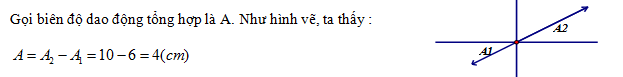 Gọi biên độ dao động tổng hợp là A. Như hình vẽ, ta thấy :
A = A₂ − A₁ = 10 − 6 = 4(cm)
A2
A1